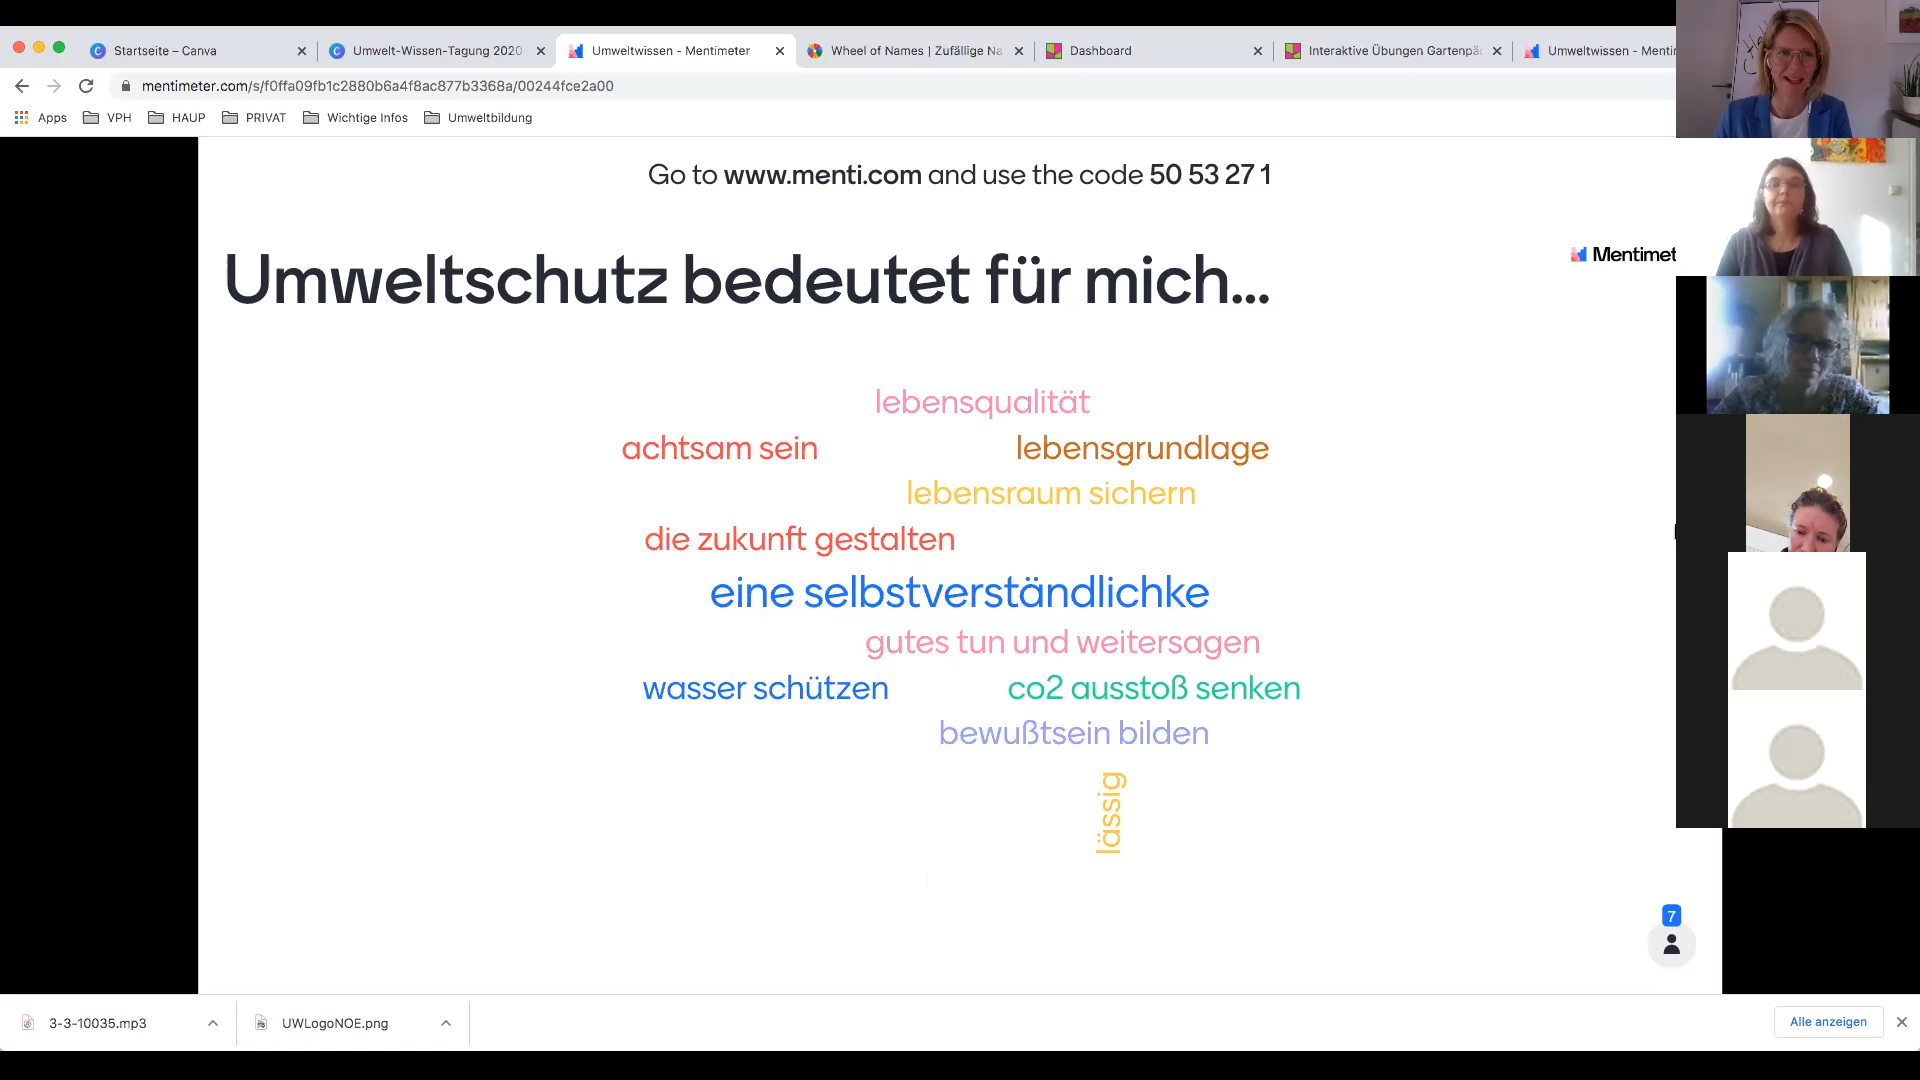 Startseite – Canva
Umwelt-Wissen-Tagung 2020
Umweltwissen - Mentimeter
Wheel of Names | Zufällige Na
Dashboard
Interaktive Übungen Gartenpä
Umweltwissen - Mentir
mentimeter.com/s/f0ffa09fb1c2880b6a4f8ac877b3368a/00244fce2a00
Apps
VPH
HAUP
PRIVAT
Wichtige Infos
Umweltbildung
Go to www.menti.com and use the code 50 53 27 1
Mentimet
Umweltschutz bedeutet für mich...
lebensqualität
achtsam sein
lebensgrundlage
lebensraum sichern
die zukunft gestalten
eine selbstverständlichke
gutes tun und weitersagen
wasser schützen
co2 ausstoß senken
bewußtsein bilden
lässig
7
3-3-10035.mp3
UWLogoNOE.png
Alle anzeigen